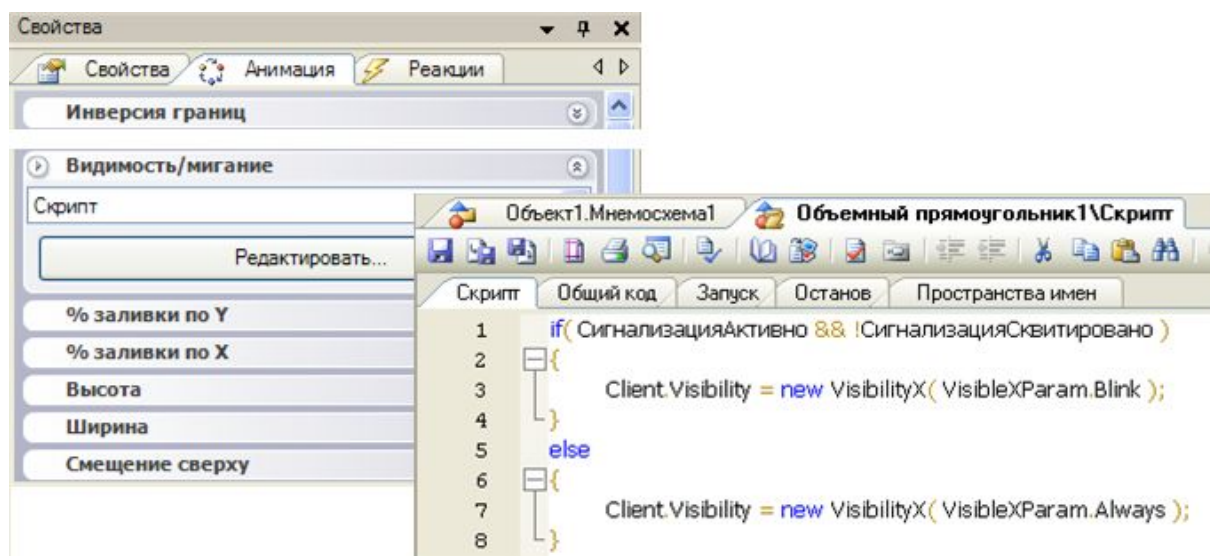 Свойства
Свойства Анимация Реакции
Инверсия границ
Видимость/мигание
Скрипт
Редактировать...
% заливки по Y
% заливки по X
Высота
Ширина
Смещение сверху
Объект1.Мнемосхема1 Объемный прямоугольник1\Скрипт
Скрипт Общий код Запуск Останов Пространства имен
1 if( СигнализацияАктивно && !СигнализацияСквитировано )
2 {
3 Client.Visibility = new VisibilityX( VisibleXParam.Blink );
4 }
5 else
6 {
7 Client.Visibility = new VisibilityX( VisibleXParam.Always );
8 }